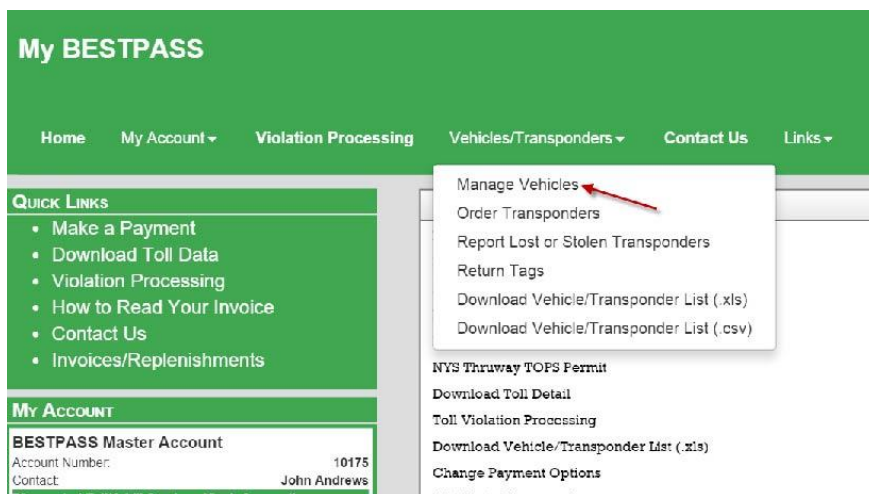 My BESTPASS
Home My Account Violation Processing Vehicles/Transponders Contact Us Links
Manage Vehicles
Order Transponders
Report Lost or Stolen Transponders
Return Tags
Download Vehicle/Transponder List (.xls)
Download Vehicle/Transponder List (.csv)
QUICK LINKS
• Make a Payment
• Download Toll Data
• Violation Processing
• How to Read Your Invoice
• Contact Us
• Invoices/Replenishments
MY ACCOUNT
BESTPASS Master Account
Account Number: 10175
Contact: John Andrews
NYS Thruway TOPS Permit
Download Toll Detail
Toll Violation Processing
Download Vehicle/Transponder List (.xls)
Change Payment Options